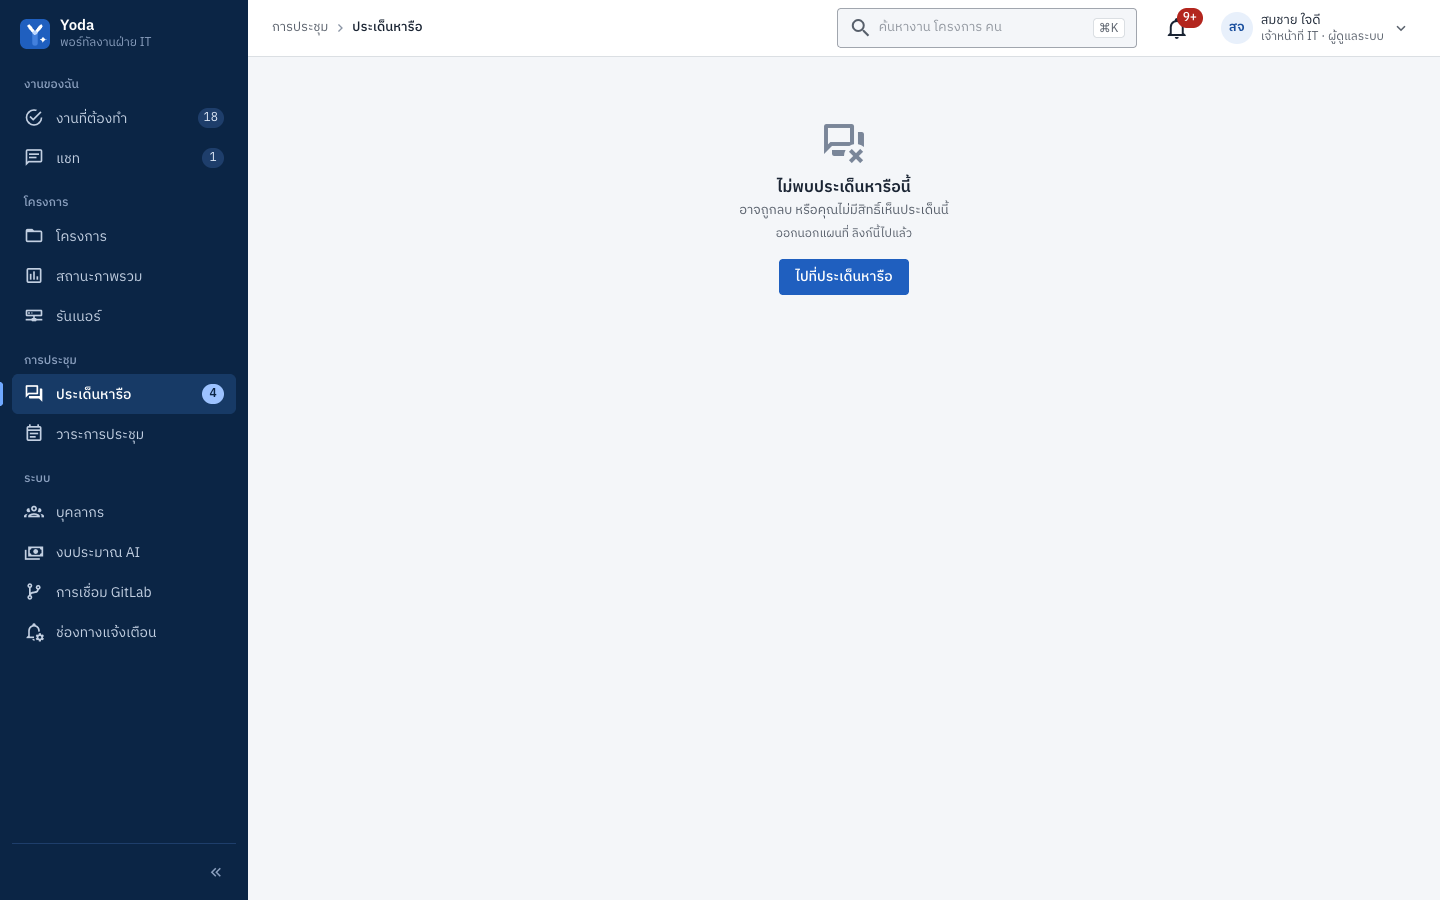 Yoda
พอร์ทัลงานฝ่าย IT
งานของฉัน
งานที่ต้องทำ 18
แชท 1
โครงการ
โครงการ
สถานะภาพรวม
รันเนอร์
การประชุม
ประเด็นหารือ 4
วาระการประชุม
ระบบ
บุคลากร
งบประมาณ AI
การเชื่อม GitLab
ช่องทางแจ้งเตือน
การประชุม › ประเด็นหารือ
ค้นหางาน โครงการ คน ⌘K
9+
สจ
สมชาย ใจดี
เจ้าหน้าที่ IT · ผู้ดูแลระบบ
ไม่พบประเด็นหารือนี้
อาจถูกลบ หรือคุณไม่มีสิทธิ์เห็นประเด็นนี้
ออกนอกแผนที่ ลิงก์นี้ไปแล้ว
ไปที่ประเด็นหารือ